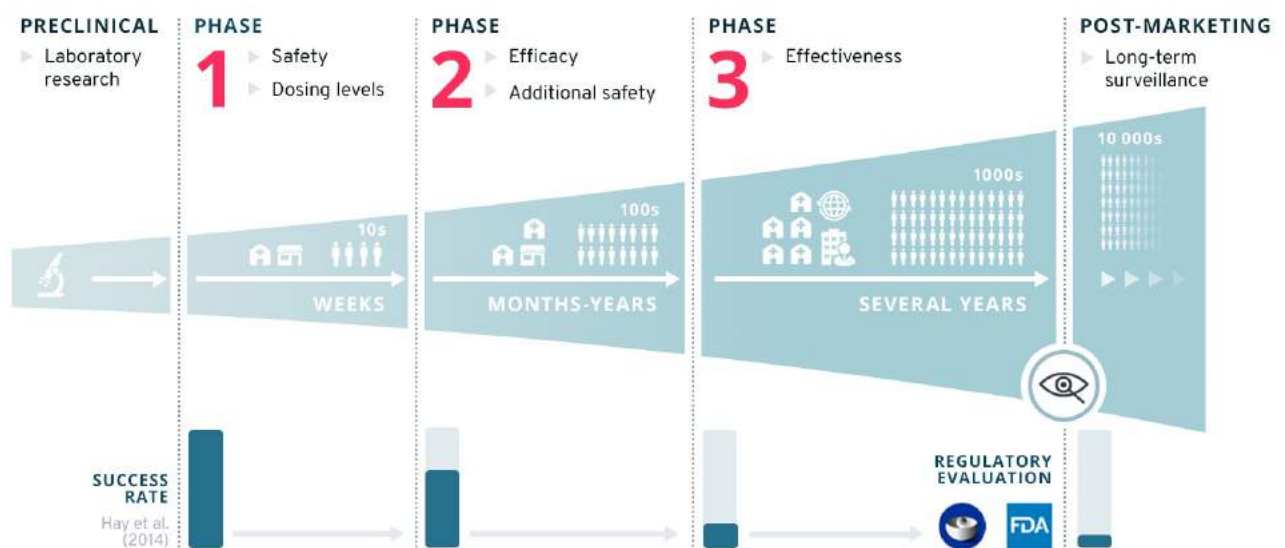 PRECLINICAL
Laboratory
research
PHASE
1
Safety
Dosing levels
PHASE
2
Efficacy
Additional safety
PHASE
3
Effectiveness
POST-MARKETING
Long-term
surveillance
10s
WEEKS
100s
MONTHS-YEARS
1000s
SEVERAL YEARS
10 000s
SUCCESS
RATE
Hay et al.
(2014)
REGULATORY
EVALUATION
FDA